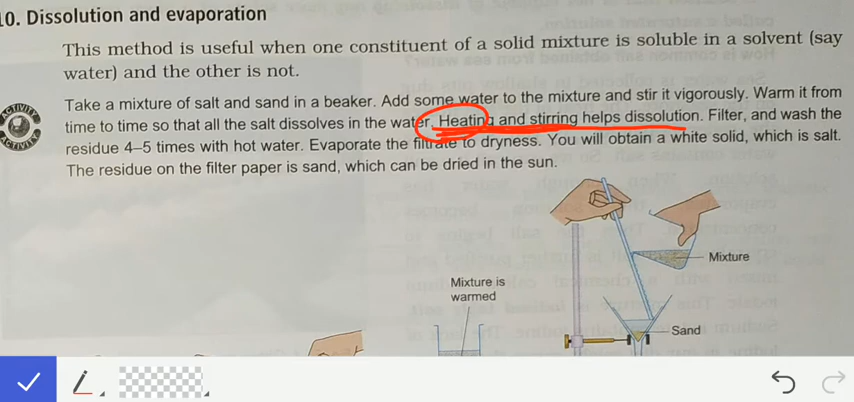 10. Dissolution and evaporation
This method is useful when one constituent of a solid mixture is soluble in a solvent (say
water) and the other is not.
ACTIVITY
ACTIVITY
Take a mixture of salt and sand in a beaker. Add some water to the mixture and stir it vigorously. Warm it from
time to time so that all the salt dissolves in the water. Heating and stirring helps dissolution. Filter, and wash the
residue 4–5 times with hot water. Evaporate the filtrate to dryness. You will obtain a white solid, which is salt.
The residue on the filter paper is sand, which can be dried in the sun.
Mixture
Mixture is
warmed
Sand